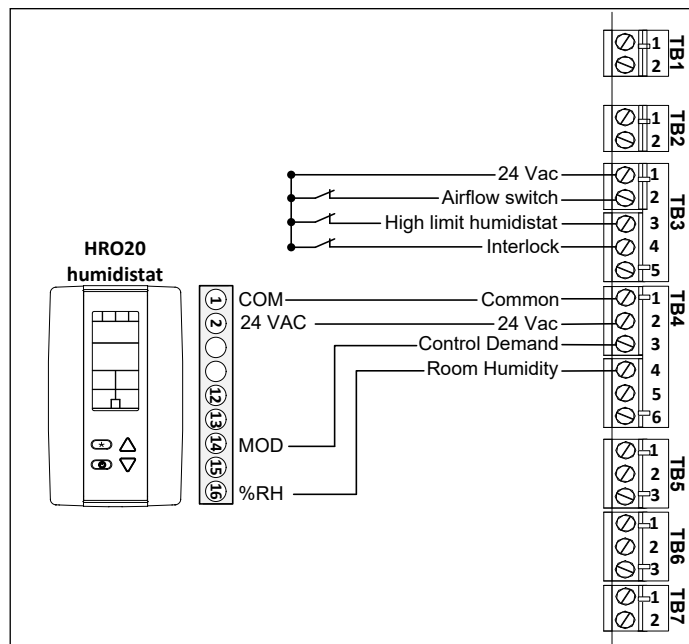 1
2
TB1
1
2
TB2
24 Vac 1
Airflow switch 2
High limit humidistat 3
Interlock 4
5
TB3
HRO20
humidistat
1 COM Common 1
2 24 VAC 24 Vac 2
Control Demand 3
Room Humidity 4
12 5
13 6
TB4
14 MOD
15
16 %RH
1
2
3
TB5
1
2
3
TB6
1
2
TB7